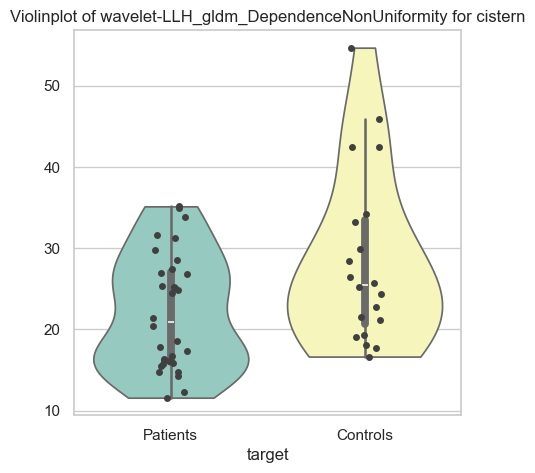 Violinplot of wavelet-LLH_gldm_DependenceNonUniformity for cistern
50
40
30
20
10
Patients Controls
target